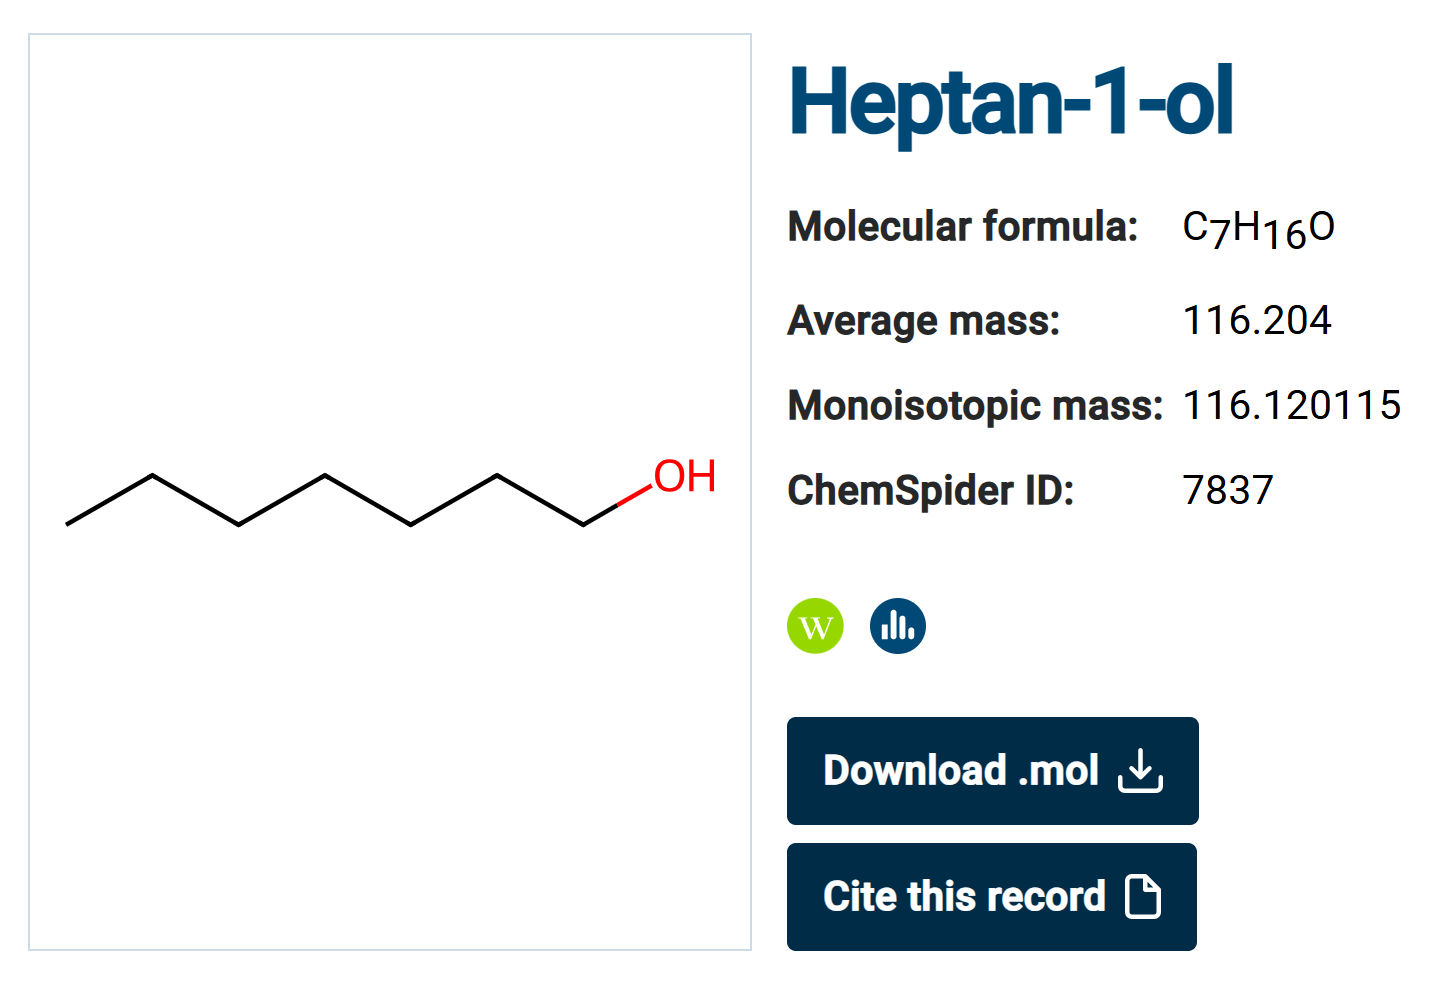 Heptan-1-ol
Molecular formula: C₇H₁₆O
Average mass: 116.204
Monoisotopic mass: 116.120115
OH
ChemSpider ID: 7837
W
Download .mol
Cite this record